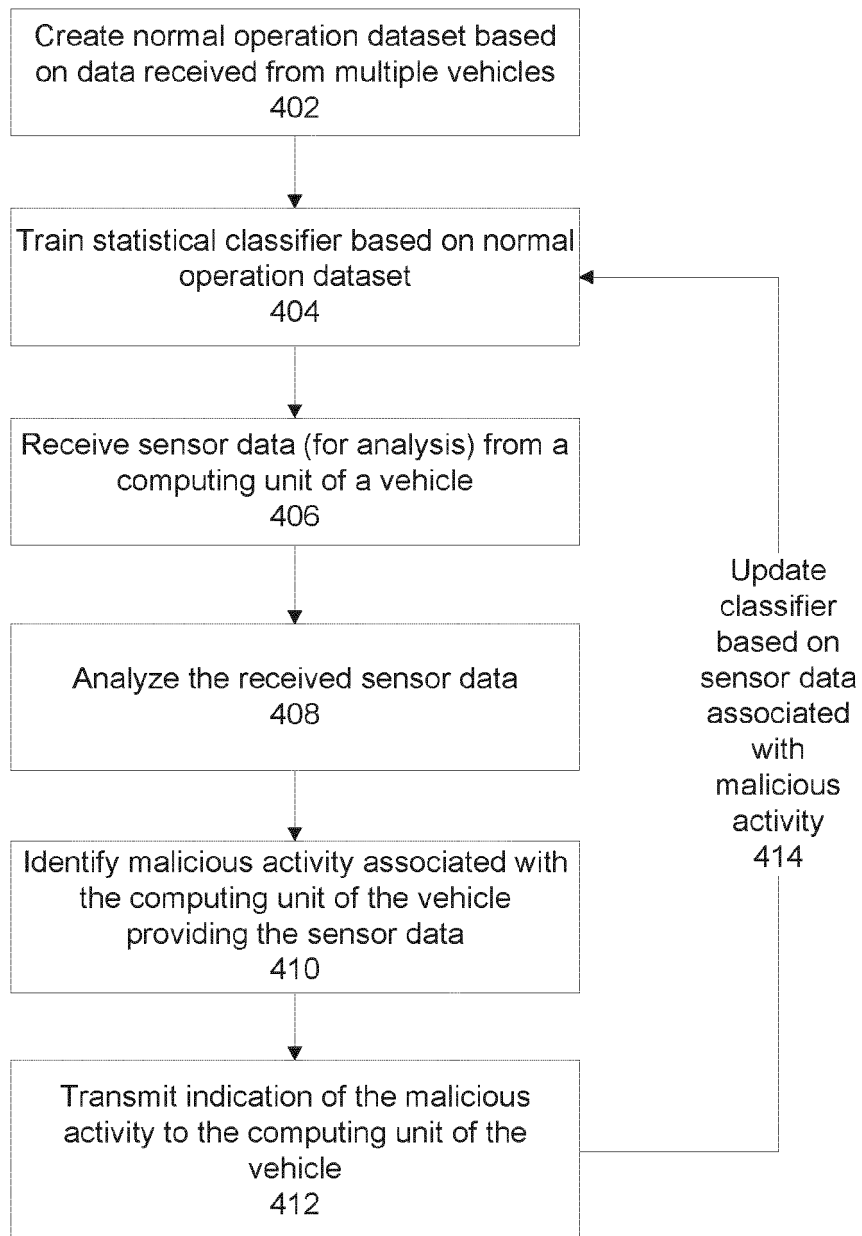 Create normal operation dataset based
on data received from multiple vehicles
402
Train statistical classifier based on normal
operation dataset
404
Receive sensor data (for analysis) from a
computing unit of a vehicle
406
Analyze the received sensor data
408
Identify malicious activity associated with
the computing unit of the vehicle
providing the sensor data
410
Transmit indication of the malicious
activity to the computing unit of the
vehicle
412
Update
classifier
based on
sensor data
associated
with
malicious
activity
414